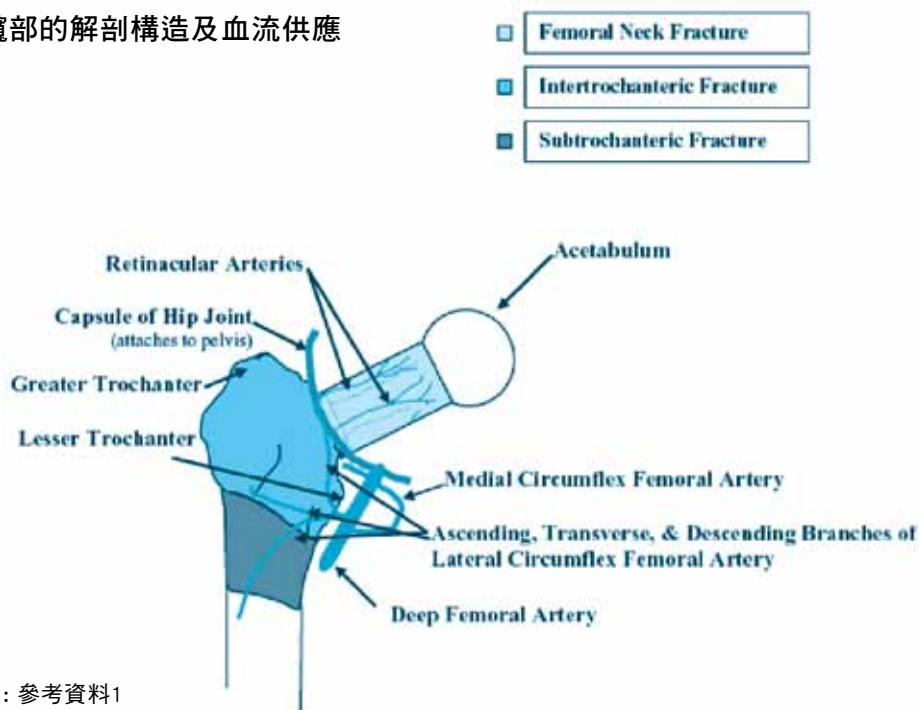 髖部的解剖構造及血流供應
Femoral Neck Fracture
Intertrochanteric Fracture
Subtrochanteric Fracture
Acetabulum
Retinacular Arteries
Capsule of Hip Joint
(attaches to pelvis)
Greater Trochanter
Lesser Trochanter
Medial Circumflex Femoral Artery
Ascending, Transverse, & Descending Branches of
Lateral Circumflex Femoral Artery
Deep Femoral Artery
: 參考資料1